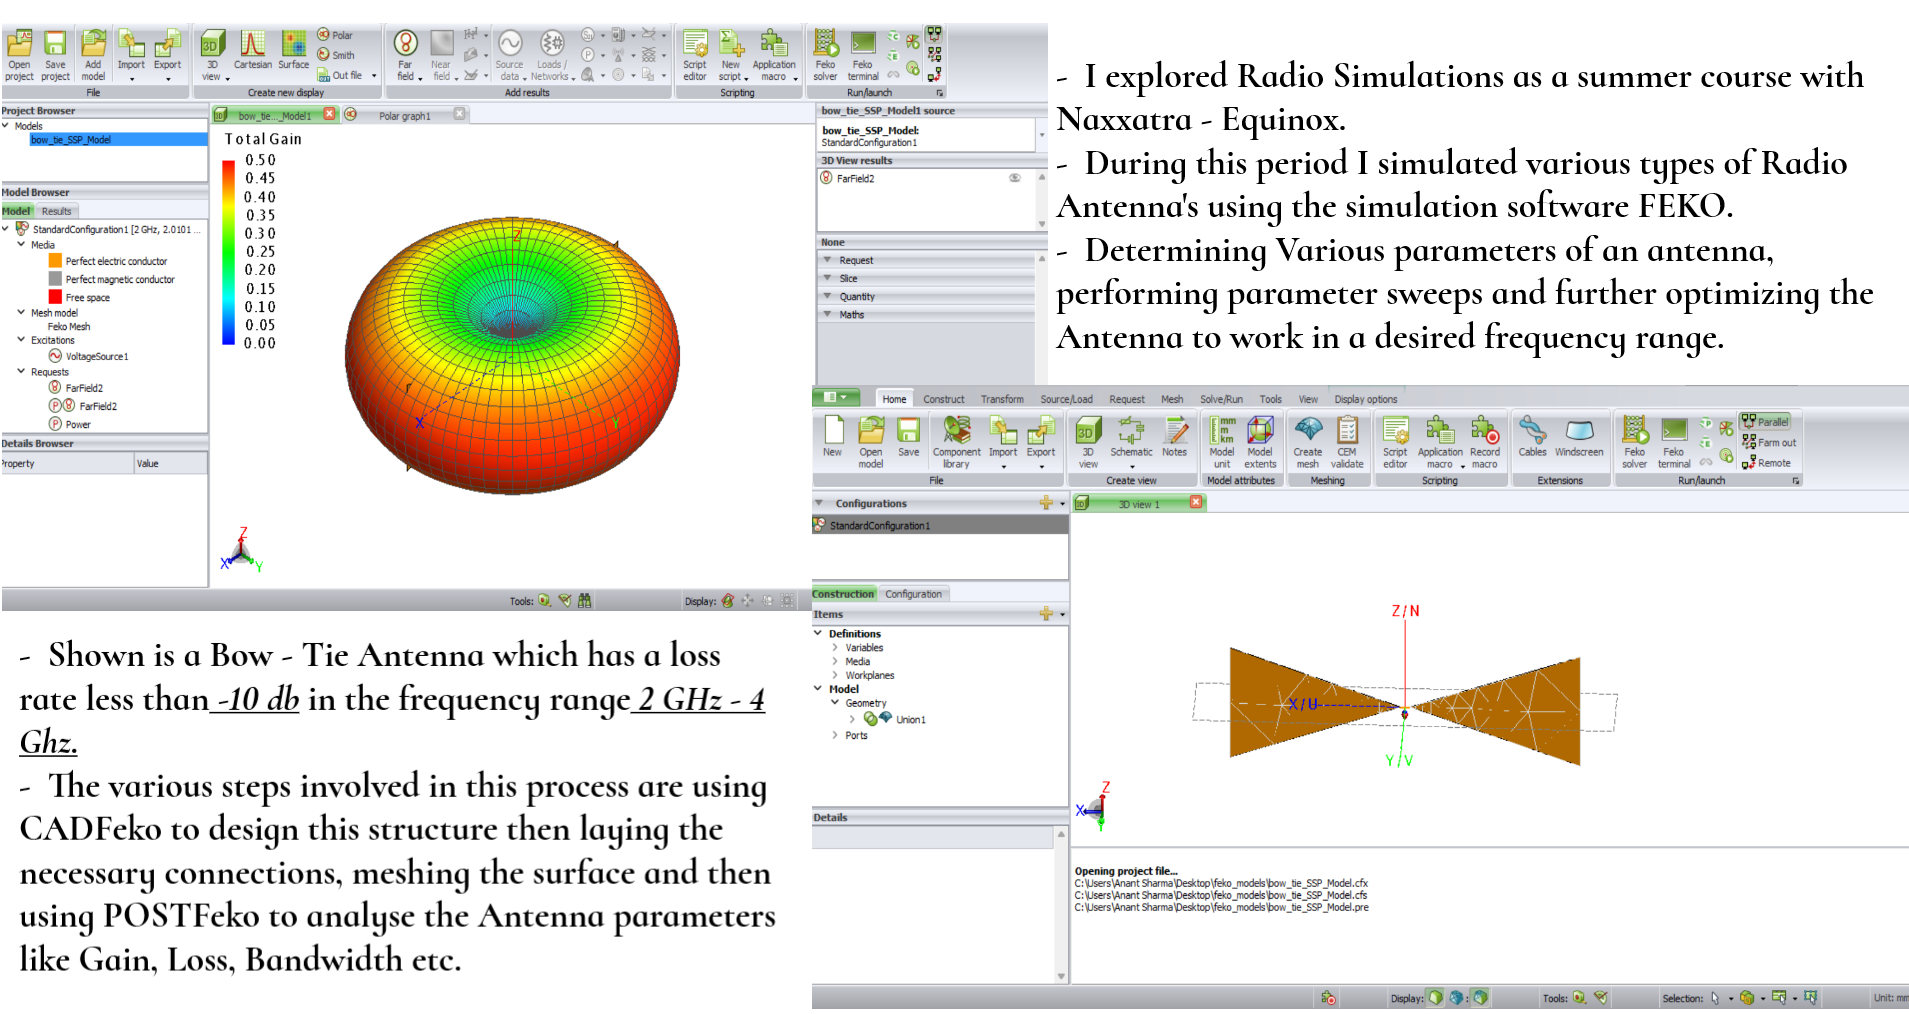 Open project
Save project
Add model
Import
Export
File
3D view
Cartesian
Surface
Polar
Smith
Out file
Create new display
Far field
Near field
Source data
Loads / Networks
Add results
Script editor
New script
Application macro
Scripting
Feko solver
Feko terminal
Run/launch
Project Browser
Models
bow_tie_SSP_Model
Model Browser
Model
Results
StandardConfiguration1 [2 GHz, 2.0101 ...
Media
Perfect electric conductor
Perfect magnetic conductor
Free space
Mesh model
Feko Mesh
Excitations
VoltageSource1
Requests
FarField2
FarField2
Power
Details Browser
Property
Value
bow_tie..._Model1
Polar graph1
Total Gain
0.50
0.45
0.40
0.35
0.30
0.25
0.20
0.15
0.10
0.05
0.00
Z
X
Y
Z
X
Y
Tools:
Display:
bow_tie_SSP_Model1 source
bow_tie_SSP_Model:
StandardConfiguration1
3D View results
FarField2
None
Request
Slice
Quantity
Maths
- I explored Radio Simulations as a summer course with
Naxxatra - Equinox.
- During this period I simulated various types of Radio
Antenna's using the simulation software FEKO.
- Determining Various parameters of an antenna,
performing parameter sweeps and further optimizing the
Antenna to work in a desired frequency range.
- Shown is a Bow - Tie Antenna which has a loss
rate less than -10 db in the frequency range 2 GHz - 4
Ghz.
- The various steps involved in this process are using
CADFeko to design this structure then laying the
necessary connections, meshing the surface and then
using POSTFeko to analyse the Antenna parameters
like Gain, Loss, Bandwidth etc.
Home
Construct
Transform
Source/Load
Request
Mesh
Solve/Run
Tools
View
Display options
New
Open model
Save
Component library
Import
Export
File
3D view
Schematic
Notes
Create view
mm m km
Model unit
Model extents
Model attributes
Create mesh
CEM validate
Meshing
Script editor
Application macro
Record macro
Scripting
Cables
Windscreen
Extensions
Feko solver
Feko terminal
Parallel
Farm out
Remote
Run/launch
Configurations
StandardConfiguration1
Construction
Configuration
Items
Definitions
Variables
Media
Workplanes
Model
Geometry
Union1
Ports
Details
3D view 1
Z/N
X/U
Y/V
Z
X
Y
Opening project file...
C:\Users\Anant Sharma\Desktop\feko_models\bow_tie_SSP_Model.cfx
C:\Users\Anant Sharma\Desktop\feko_models\bow_tie_SSP_Model.cfs
C:\Users\Anant Sharma\Desktop\feko_models\bow_tie_SSP_Model.pre
Display:
Tools:
Selection:
Unit: mm